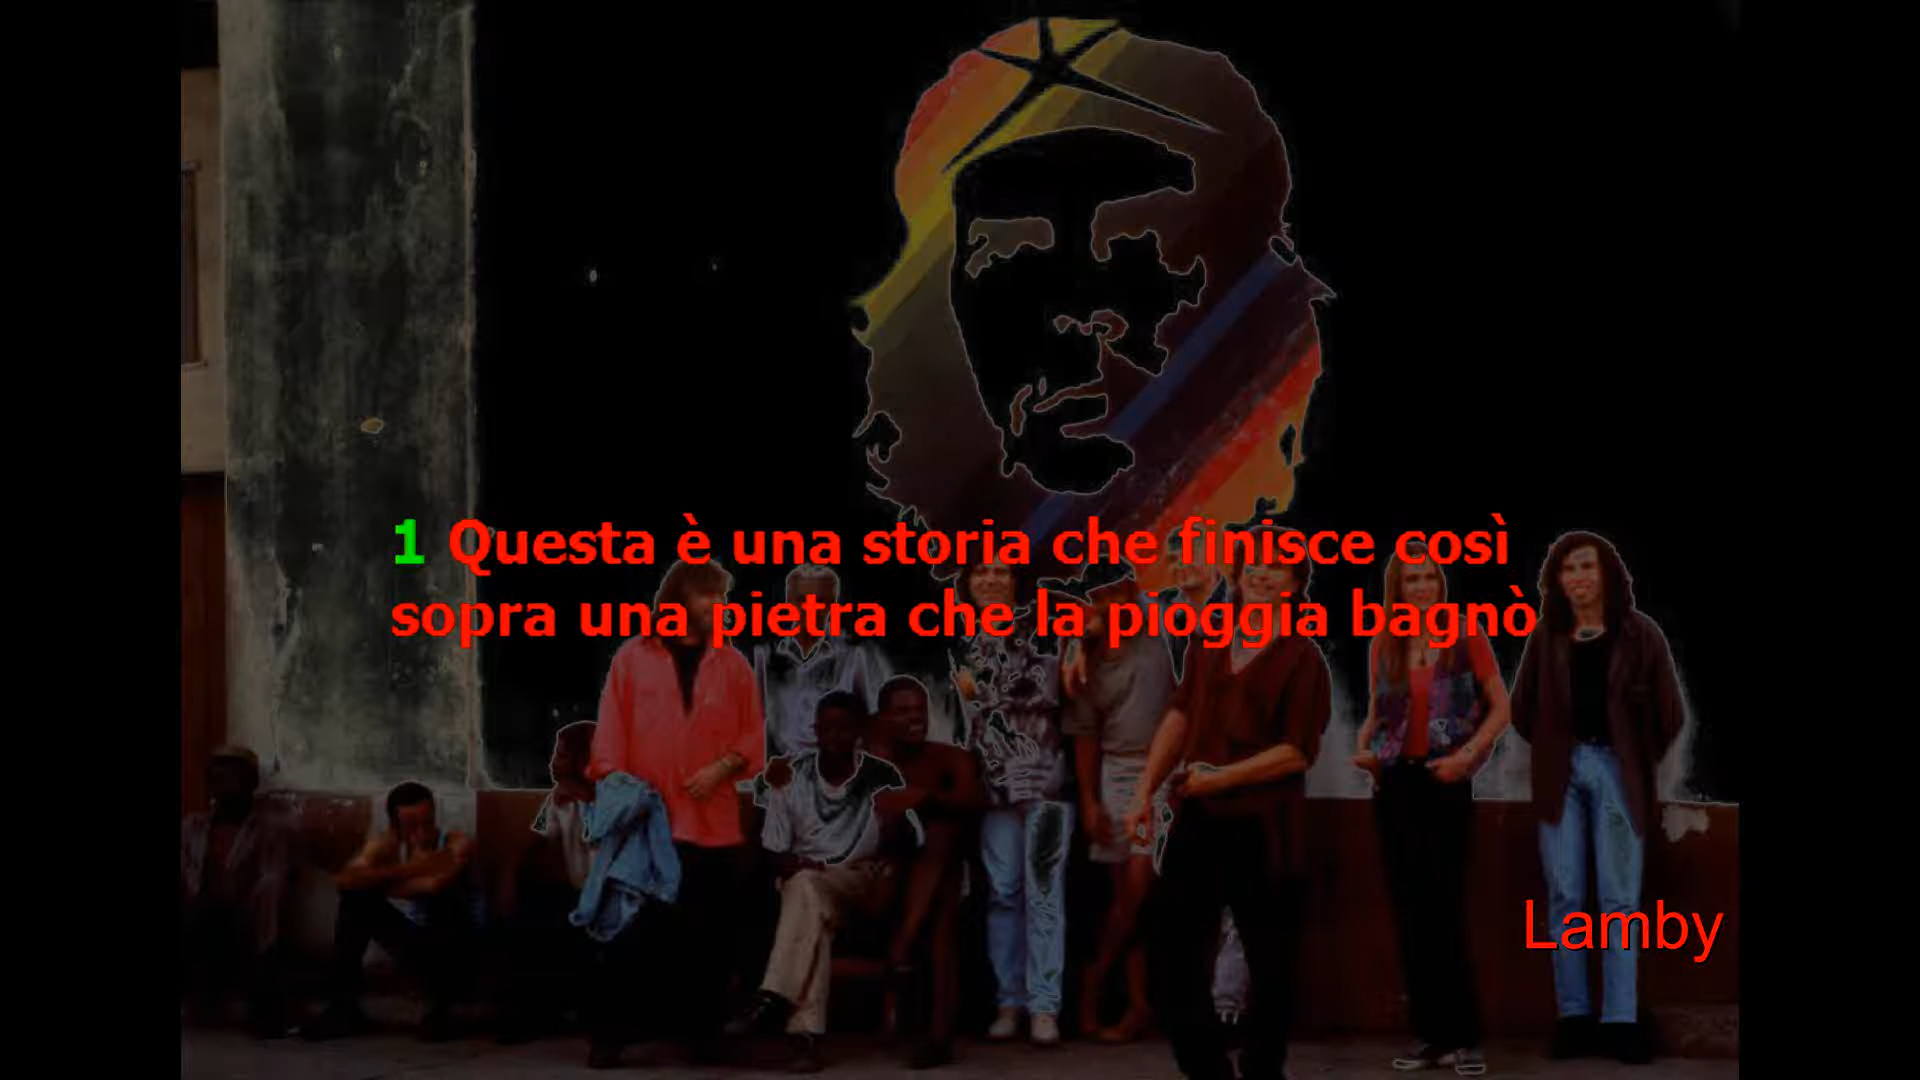 1 Questa è una storia che finisce così
sopra una pietra che la pioggia bagnò
Lamby